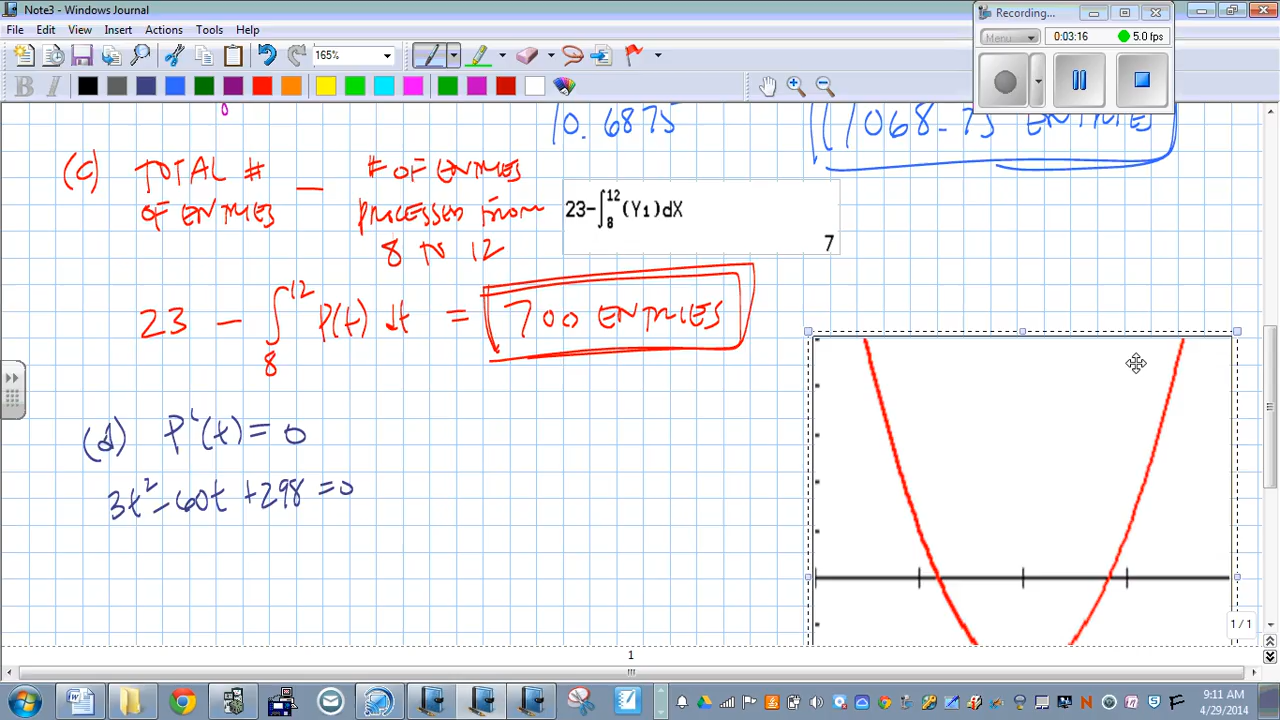 Note3 - Windows Journal
File Edit View Insert Actions Tools Help
165%
Recording...
Menu
0:03:16
5.0 fps
B I
0
10.6875
1068.75 ENTRIES
(c) TOTAL # OF ENTRIES — # OF ENTRIES PROCESSED from 8 to 12
23-∫₈¹²(Y1)dX
7
23 - ∫₈¹² P(t) dt = 700 ENTRIES
(d) P'(t) = 0
3t² - 60t + 298 = 0
1 / 1
1
9:11 AM
4/29/2014